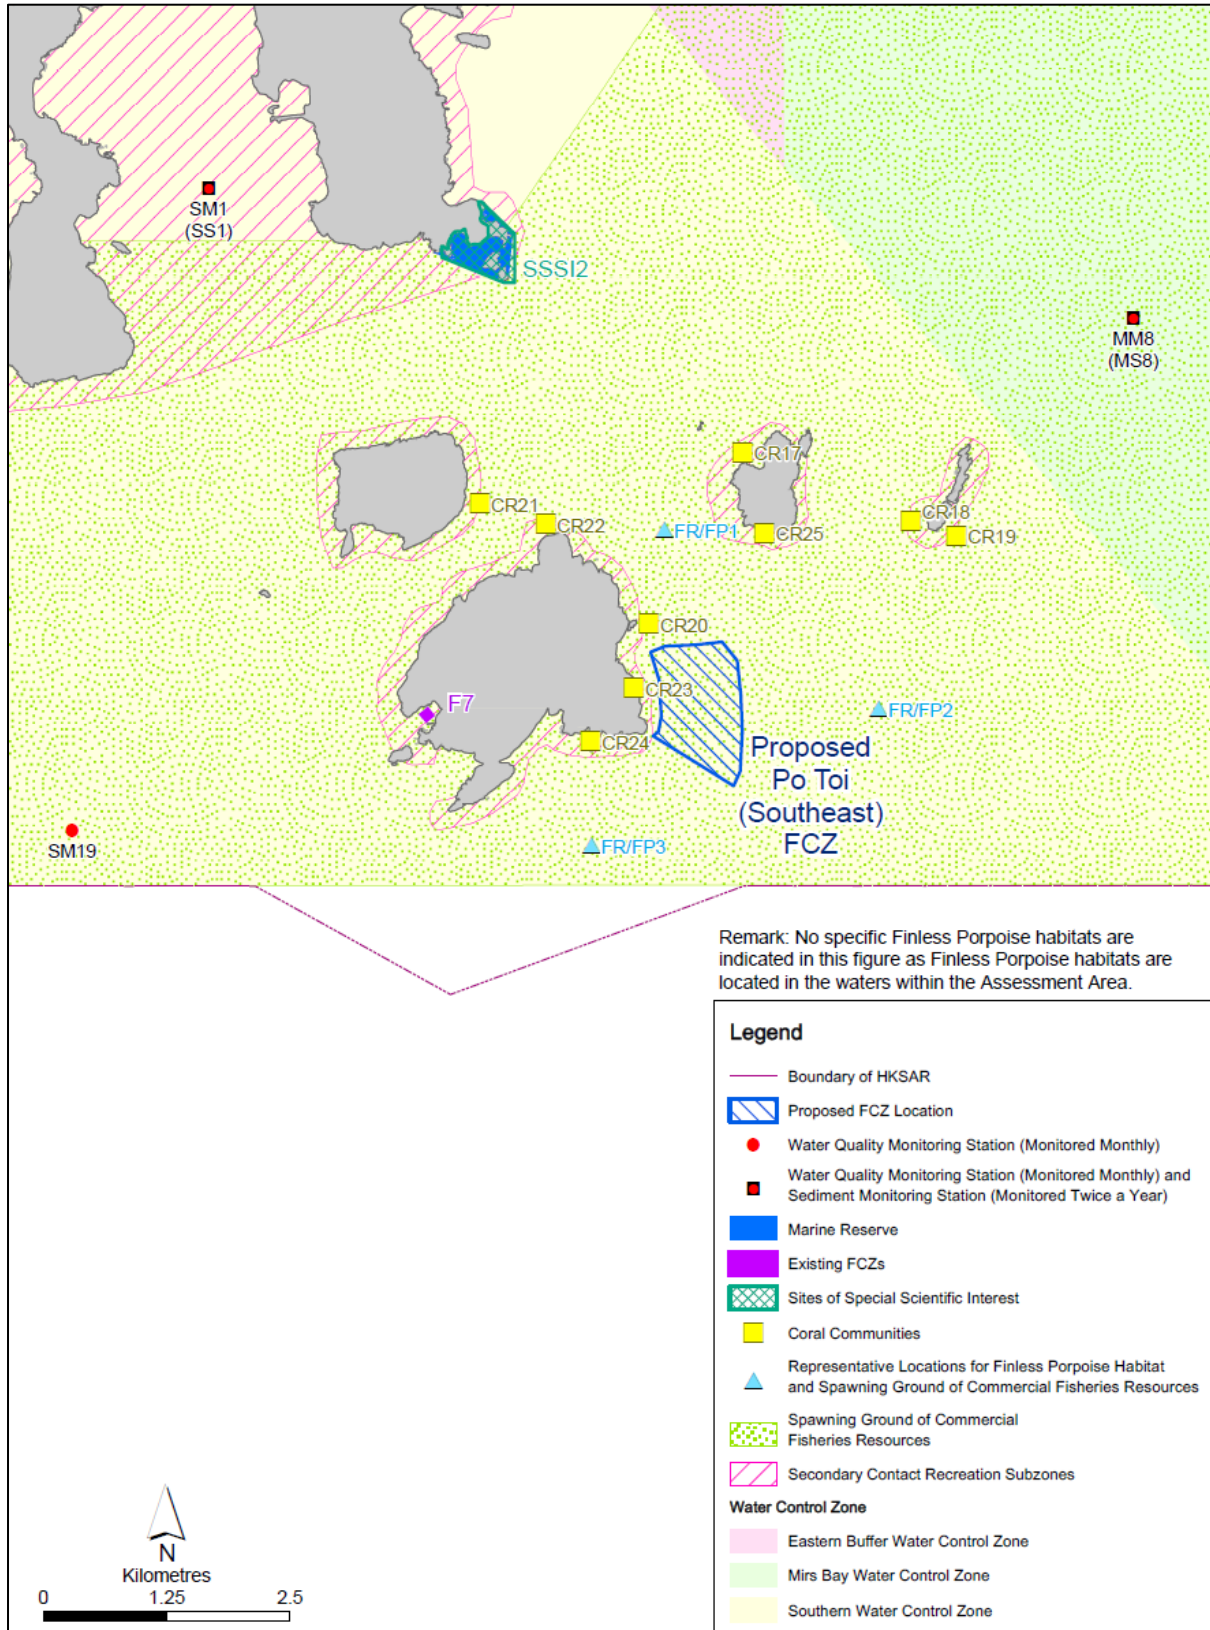 SM1
(SS1)
SSSI2
MM8
(MS8)
CR17
CR21
CR22
FR/FP1
CR25
CR18
CR19
CR20
CR23
F7
FR/FP2
CR24
Proposed
Po Toi
(Southeast)
FCZ
SM19
FR/FP3
Remark: No specific Finless Porpoise habitats are
indicated in this figure as Finless Porpoise habitats are
located in the waters within the Assessment Area.
Legend
Boundary of HKSAR
Proposed FCZ Location
Water Quality Monitoring Station (Monitored Monthly)
Water Quality Monitoring Station (Monitored Monthly) and
Sediment Monitoring Station (Monitored Twice a Year)
Marine Reserve
Existing FCZs
Sites of Special Scientific Interest
Coral Communities
Representative Locations for Finless Porpoise Habitat
and Spawning Ground of Commercial Fisheries Resources
Spawning Ground of Commercial
Fisheries Resources
Secondary Contact Recreation Subzones
Water Control Zone
Eastern Buffer Water Control Zone
Mirs Bay Water Control Zone
Southern Water Control Zone
N
Kilometres
0 1.25 2.5